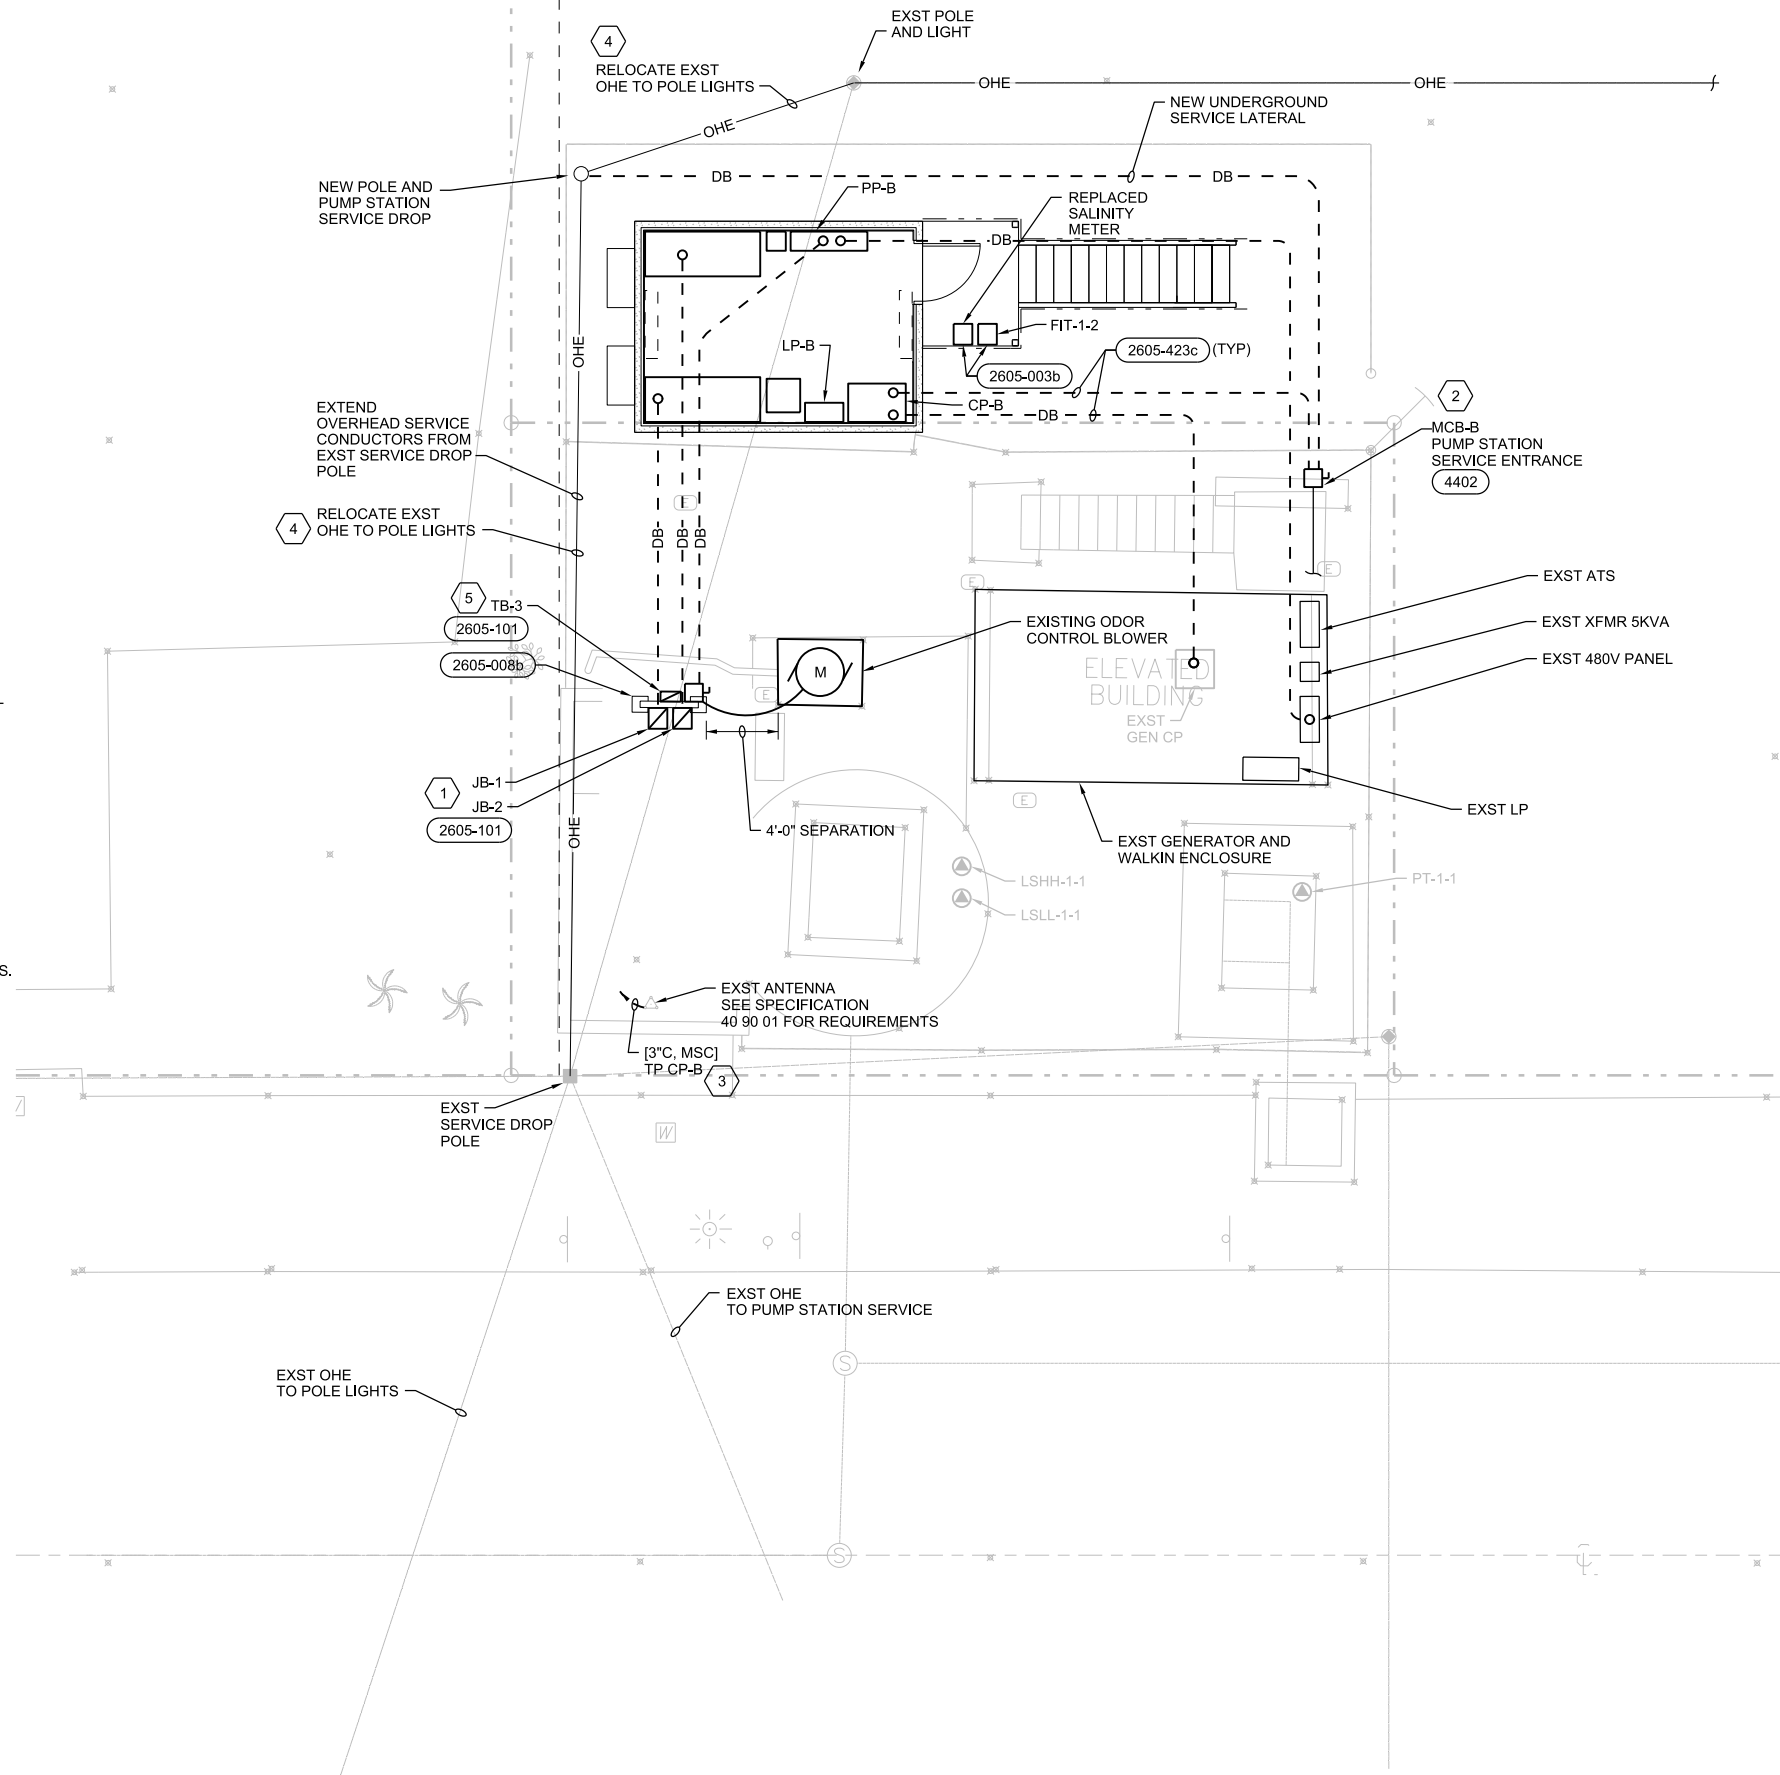 EXST POLE
AND LIGHT
4
RELOCATE EXST
OHE TO POLE LIGHTS
OHE
OHE
OHE
NEW UNDERGROUND
SERVICE LATERAL
NEW POLE AND
PUMP STATION
SERVICE DROP
DB
DB
PP-B
REPLACED
SALINITY
METER
DB
FIT-1-2
2605-423c
(TYP)
LP-B
2605-003b
CP-B
DB
OHE
2
MCB-B
PUMP STATION
SERVICE ENTRANCE
4402
EXTEND
OVERHEAD SERVICE
CONDUCTORS FROM
EXST SERVICE DROP
POLE
4
RELOCATE EXST
OHE TO POLE LIGHTS
E
DB
DB
DB
E
E
EXST ATS
5
TB-3
2605-101
2605-008b
EXISTING ODOR
CONTROL BLOWER
EXST XFMR 5KVA
EXST 480V PANEL
M
E
ELEVATED
BUILDING
EXST
GEN CP
1
JB-1
JB-2
2605-101
E
EXST LP
OHE
4'-0" SEPARATION
EXST GENERATOR AND
WALKIN ENCLOSURE
LSHH-1-1
LSLL-1-1
PT-1-1
S.
EXST ANTENNA
SEE SPECIFICATION
40 90 01 FOR REQUIREMENTS
[3"C, MSC]
TP CP-B
3
EXST
SERVICE DROP
POLE
W
EXST OHE
TO PUMP STATION SERVICE
EXST OHE
TO POLE LIGHTS
S
S